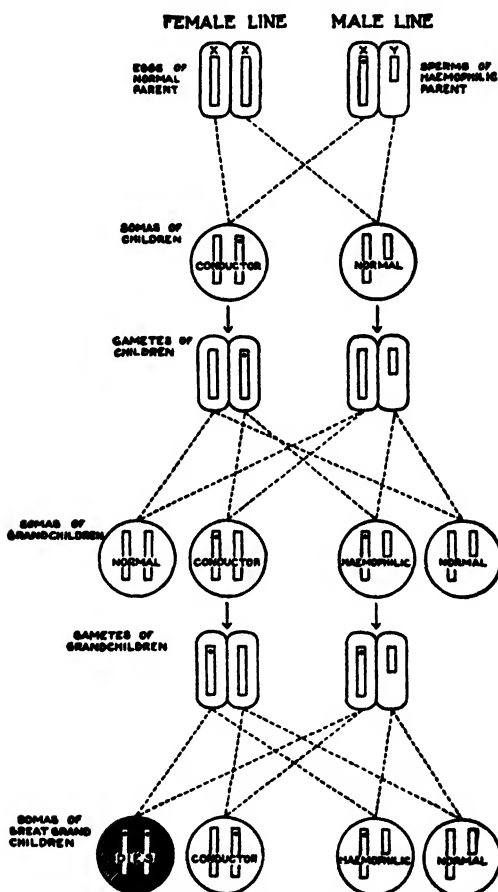 FEMALE LINE MALE LINE
X X X Y
EGGS OF
NORMAL
PARENT
SPERMS OF
HAEMOPHILIC
PARENT
SOMAS OF
CHILDREN
CONDUCTOR NORMAL
GAMETES OF
CHILDREN
SOMAS OF
GRANDCHILDREN
NORMAL CONDUCTOR HAEMOPHILIC NORMAL
GAMETES OF
GRANDCHILDREN
SOMAS OF
GREAT GRAND
CHILDREN
DIES CONDUCTOR HAEMOPHILIC NORMAL